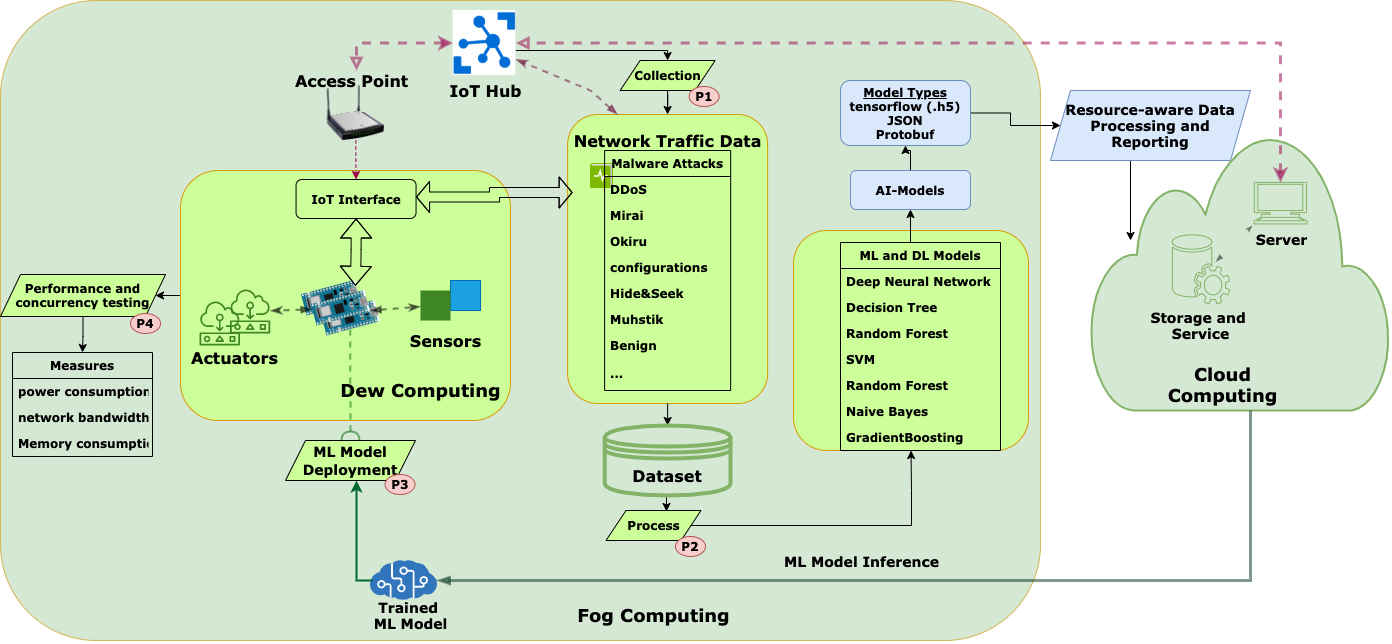 IoT Hub
Access Point
Collection
P1
Network Traffic Data
Malware Attacks
DDoS
Mirai
Okiru
configurations
Hide&Seek
Muhstik
Benign
...
Model Types
tensorflow (.h5)
JSON
Protobuf
AI-Models
Resource-aware Data
Processing and
Reporting
Server
Storage and
Service
Cloud
Computing
IoT Interface
Actuators
Sensors
Dew Computing
Performance and
concurrency testing
P4
Measures
power consumption
network bandwidth
Memory consumpti
ML and DL Models
Deep Neural Network
Decision Tree
Random Forest
SVM
Random Forest
Naive Bayes
GradientBoosting
ML Model
Deployment
P3
Dataset
Process
P2
ML Model Inference
Trained
ML Model
Fog Computing